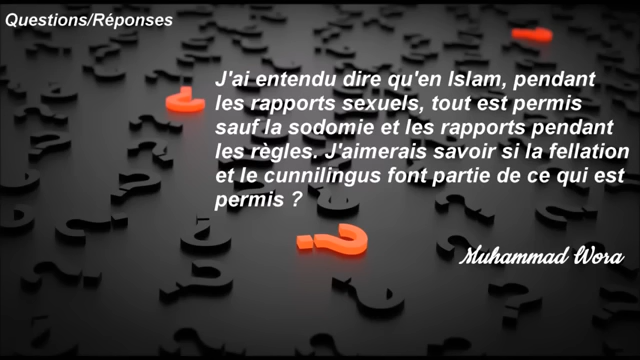 Questions/Réponses
J'ai entendu dire qu'en Islam, pendant
les rapports sexuels, tout est permis
sauf la sodomie et les rapports pendant
les règles. J'aimerais savoir si la fellation
et le cunnilingus font partie de ce qui est
permis ?
Muhammad Wora